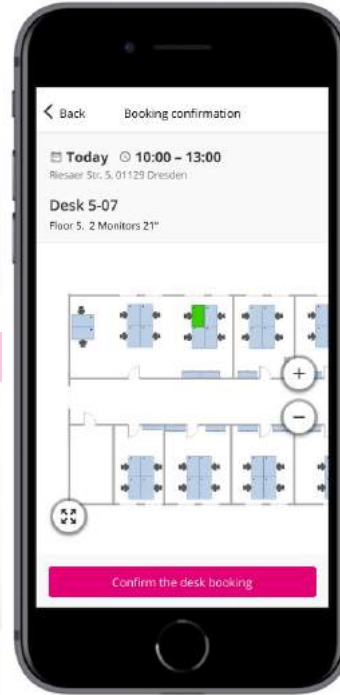 Back
Booking confirmation
Today 10:00 – 13:00
Riesaer Str. 5, 01129 Dresden
Desk 5-07
Floor 5. 2 Monitors 21"
+
−
Confirm the desk booking